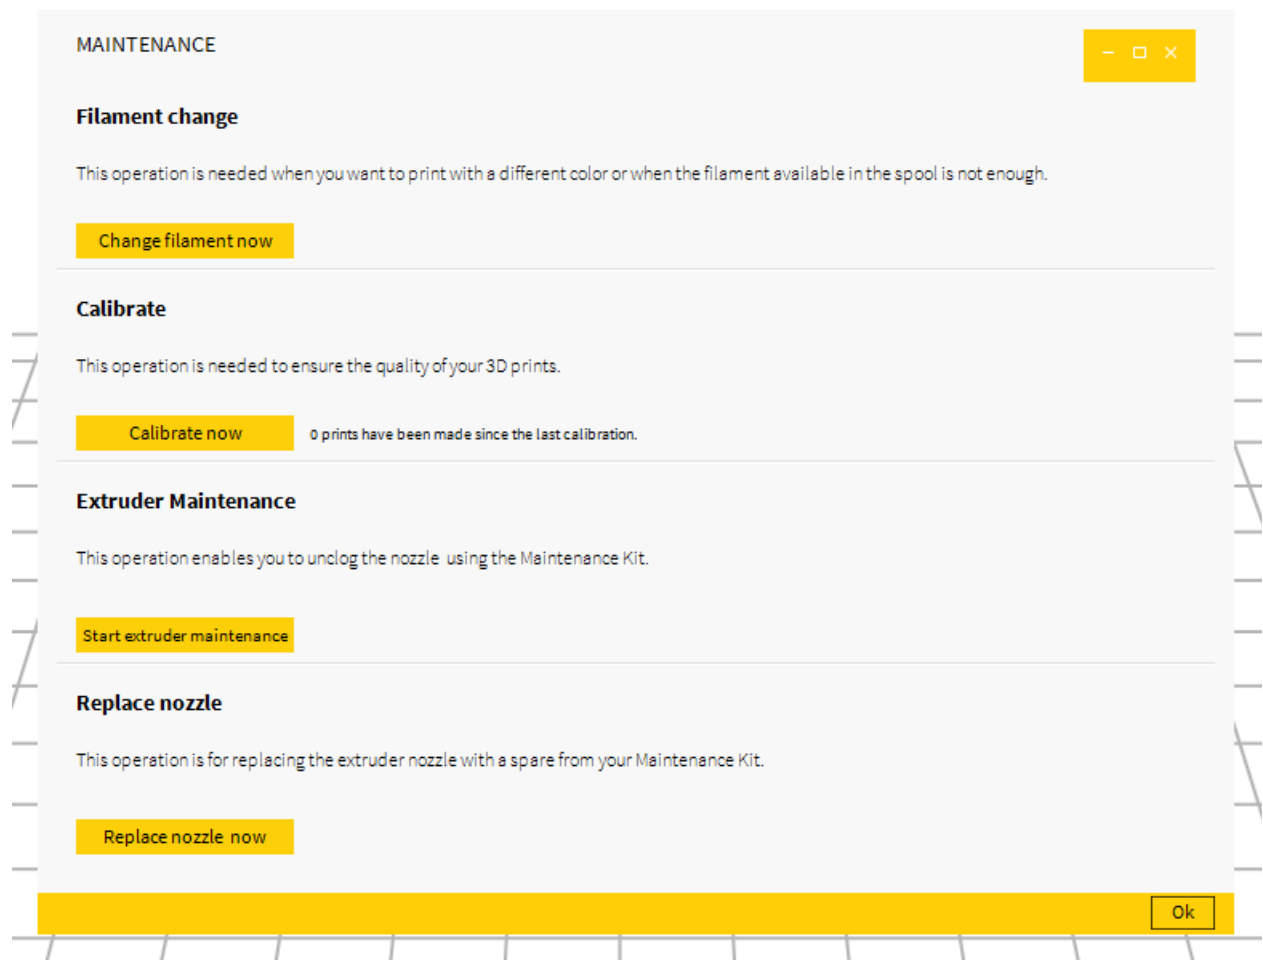 MAINTENANCE
Filament change
This operation is needed when you want to print with a different color or when the filament available in the spool is not enough.
Change filament now
Calibrate
This operation is needed to ensure the quality of your 3D prints.
Calibrate now
0 prints have been made since the last calibration.
Extruder Maintenance
This operation enables you to unclog the nozzle using the Maintenance Kit.
Start extruder maintenance
Replace nozzle
This operation is for replacing the extruder nozzle with a spare from your Maintenance Kit.
Replace nozzle now
Ok